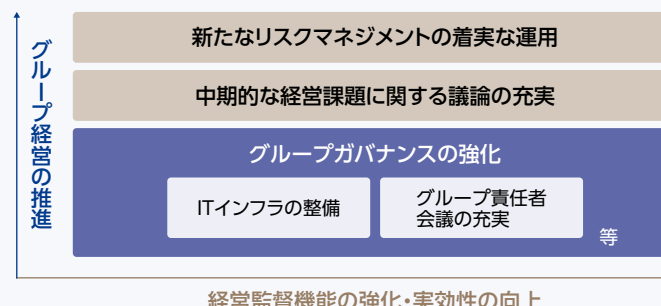 グループ経営の推進
新たなリスクマネジメントの着実な運用
中期的な経営課題に関する議論の充実
グループガバナンスの強化
ITインフラの整備
グループ責任者
会議の充実
等
経営監督機能の強化・実効性の向上